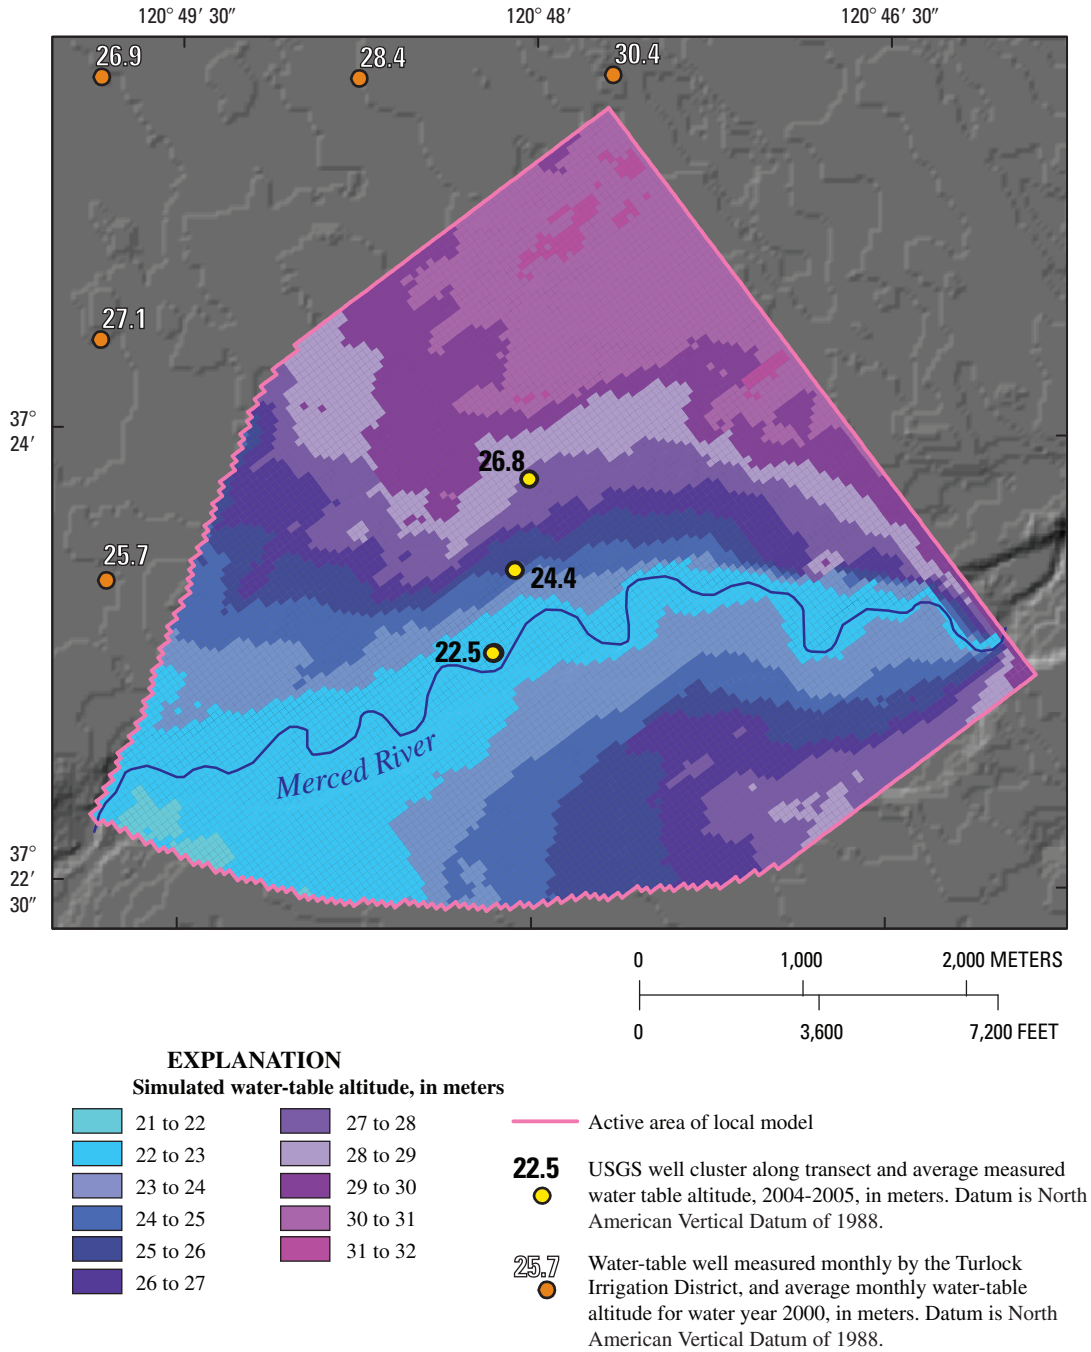 120° 49′ 30″ 120° 48′ 120° 46′ 30″
26.9 28.4 30.4
27.1
37°
24′
26.8
25.7
24.4
22.5
Merced River
37°
22′
30″
0 1,000 2,000 METERS
0 3,600 7,200 FEET
EXPLANATION
Simulated water-table altitude, in meters
21 to 22
22 to 23
23 to 24
24 to 25
25 to 26
26 to 27
27 to 28
28 to 29
29 to 30
30 to 31
31 to 32
Active area of local model
22.5 USGS well cluster along transect and average measured
water table altitude, 2004-2005, in meters. Datum is North
American Vertical Datum of 1988.
25.7 Water-table well measured monthly by the Turlock
Irrigation District, and average monthly water-table
altitude for water year 2000, in meters. Datum is North
American Vertical Datum of 1988.